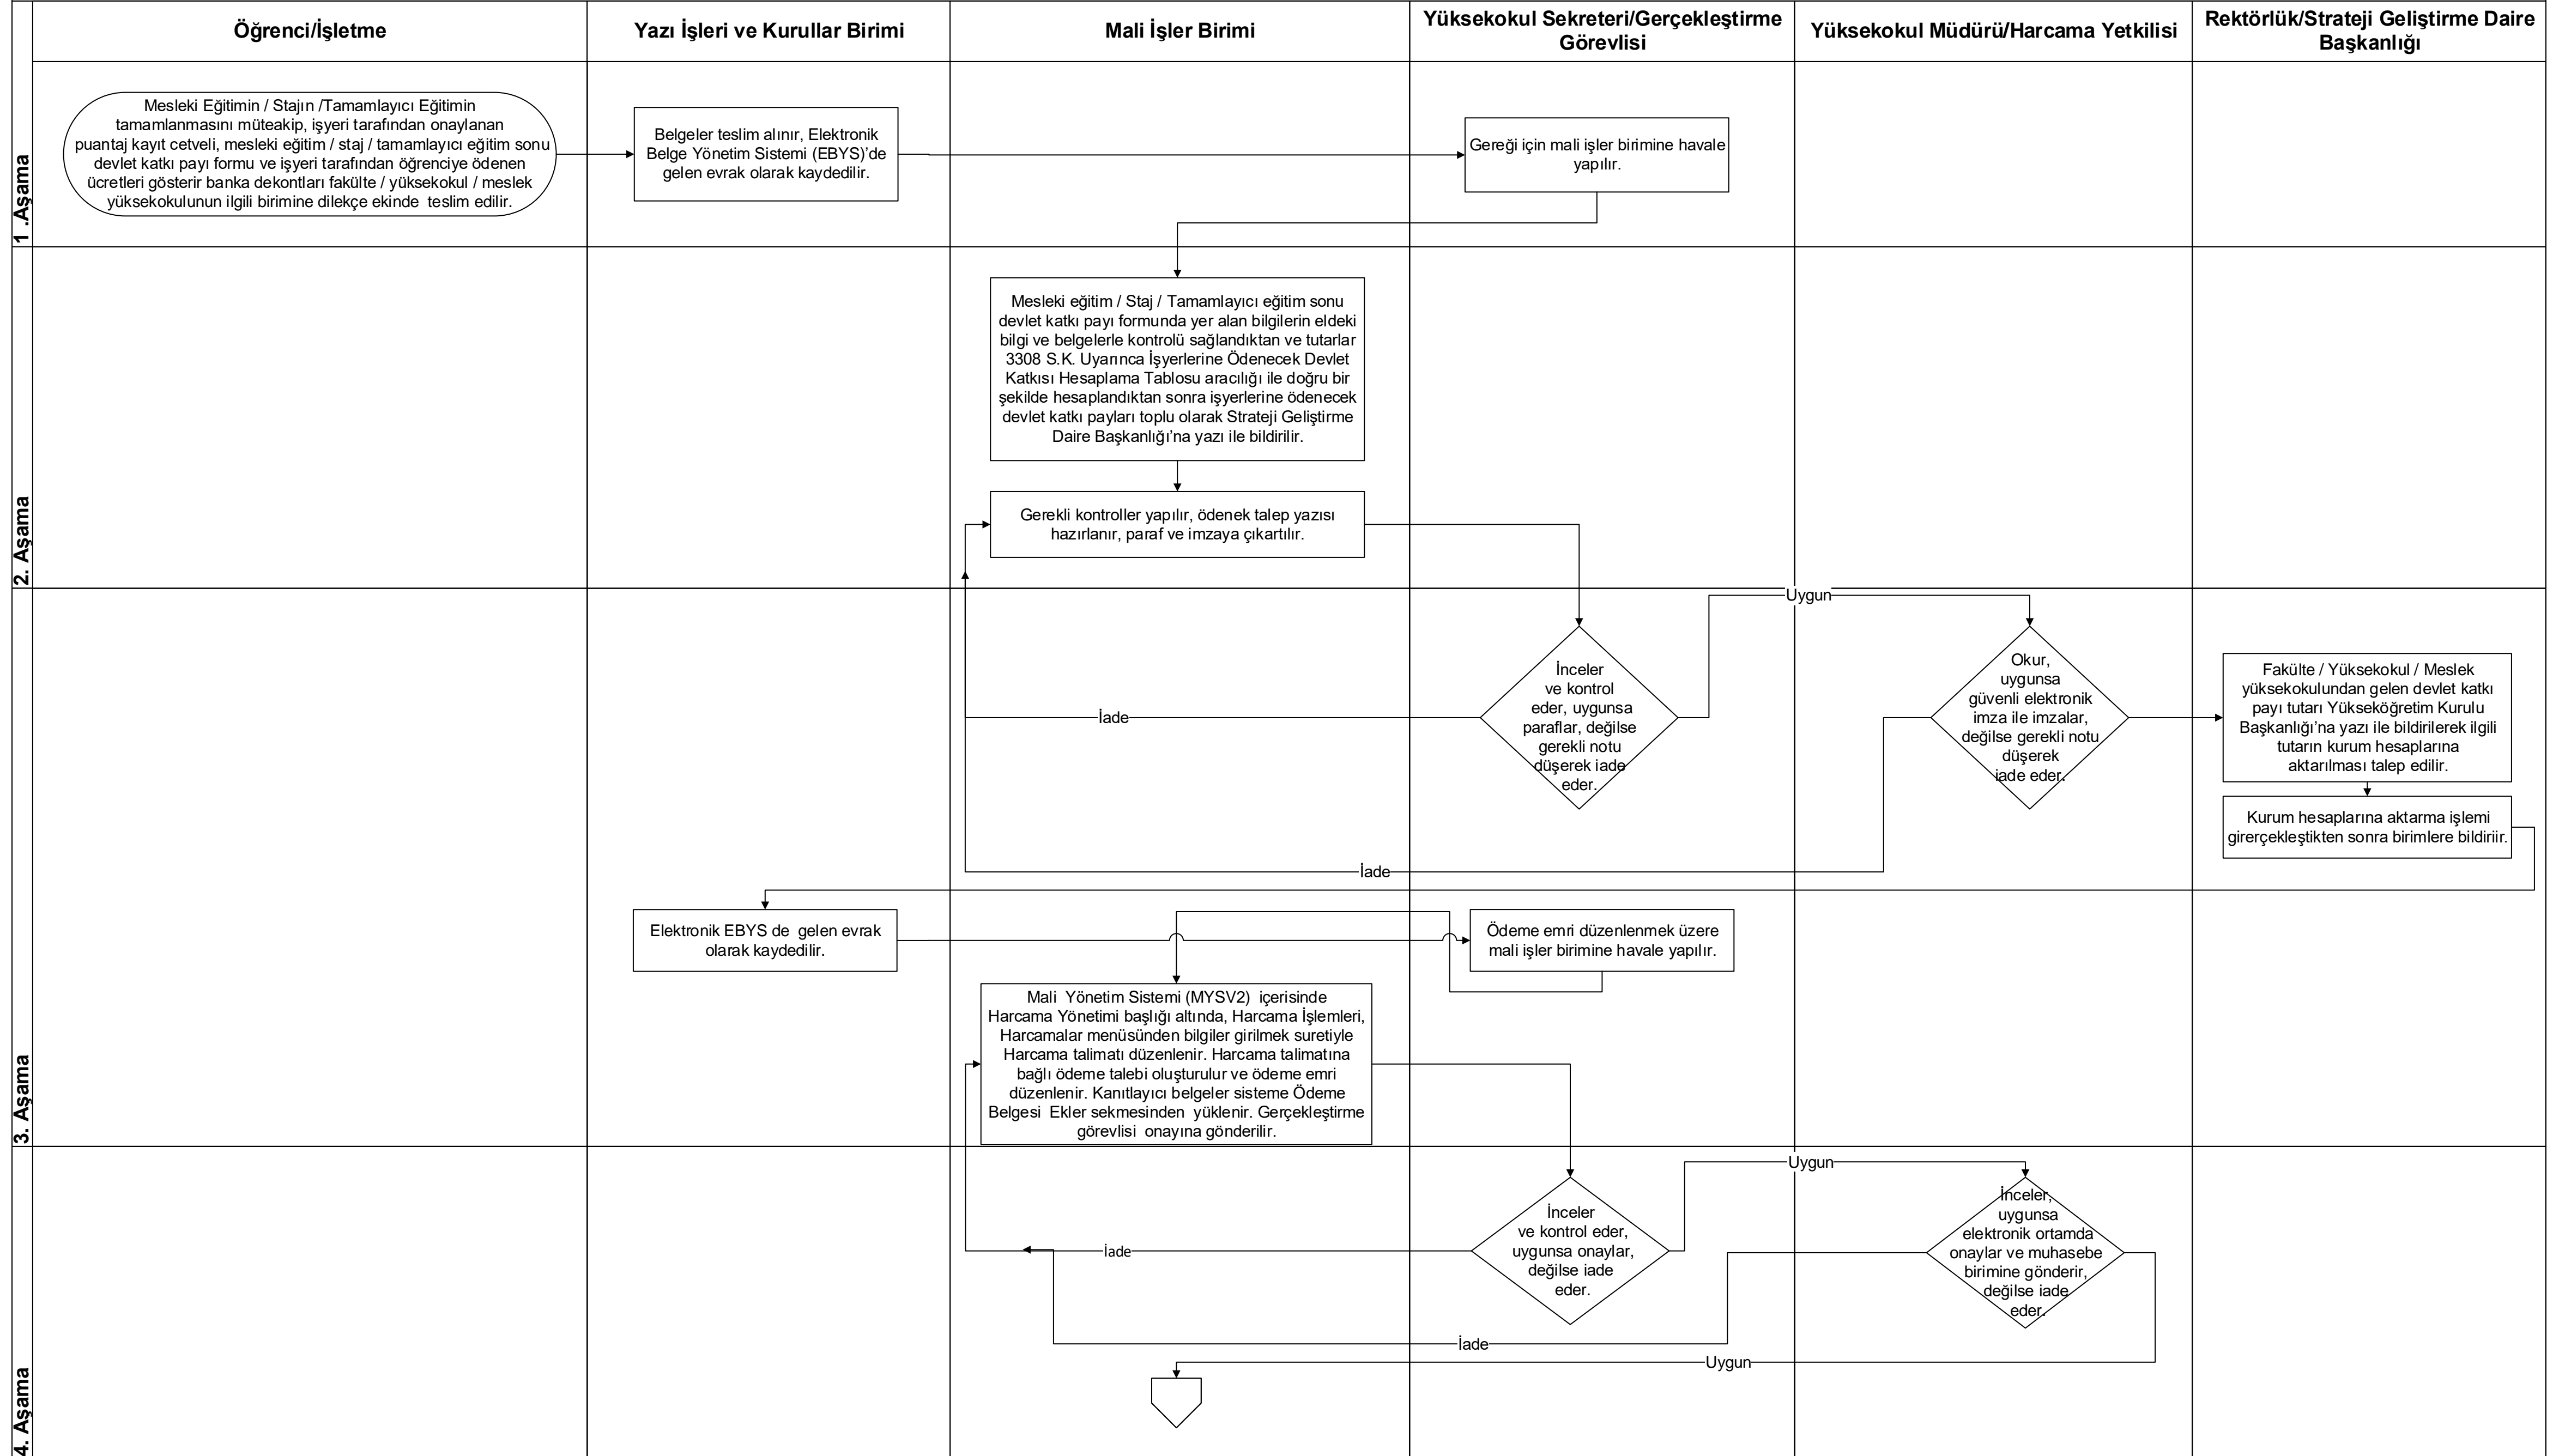 Öğrenci/İşletme
Yazı İşleri ve Kurullar Birimi
Mali İşler Birimi
Yüksekokul Sekreteri/Gerçekleştirme
Görevlisi
Yüksekokul Müdürü/Harcama Yetkilisi
Rektörlük/Strateji Geliştirme Daire
Başkanlığı
1 .Aşama
Mesleki Eğitimin / Stajın /Tamamlayıcı Eğitimin
tamamlanmasını müteakip, işyeri tarafından onaylanan
puantaj kayıt cetveli, mesleki eğitim / staj / tamamlayıcı eğitim sonu
devlet katkı payı formu ve işyeri tarafından öğrenciye ödenen
ücretleri gösterir banka dekontları fakülte / yüksekokul / meslek
yüksekokulunun ilgili birimine dilekçe ekinde  teslim edilir.
Belgeler teslim alınır, Elektronik
Belge Yönetim Sistemi (EBYS)’de
gelen evrak olarak kaydedilir.
Gereği için mali işler birimine havale
yapılır.
2. Aşama
Mesleki eğitim / Staj / Tamamlayıcı eğitim sonu
devlet katkı payı formunda yer alan bilgilerin eldeki
bilgi ve belgelerle kontrolü sağlandıktan ve tutarlar
3308 S.K. Uyarınca İşyerlerine Ödenecek Devlet
Katkısı Hesaplama Tablosu aracılığı ile doğru bir
şekilde hesaplandıktan sonra işyerlerine ödenecek
devlet katkı payları toplu olarak Strateji Geliştirme
Daire Başkanlığı’na yazı ile bildirilir.
Gerekli kontroller yapılır, ödenek talep yazısı
hazırlanır, paraf ve imzaya çıkartılır.
3. Aşama
Uygun
İnceler
ve kontrol
eder, uygunsa
paraflar, değilse
gerekli notu
düşerek iade
eder.
İade
Okur,
uygunsa
güvenli elektronik
imza ile imzalar,
değilse gerekli notu
düşerek
iade eder.
İade
Fakülte / Yüksekokul / Meslek
yüksekokulundan gelen devlet katkı
payı tutarı Yükseköğretim Kurulu
Başkanlığı’na yazı ile bildirilerek ilgili
tutarın kurum hesaplarına
aktarılması talep edilir.
Kurum hesaplarına aktarma işlemi
girerçekleştikten sonra birimlere bildiriir.
Elektronik EBYS de  gelen evrak
olarak kaydedilir.
Ödeme emri düzenlenmek üzere
mali işler birimine havale yapılır.
Mali  Yönetim Sistemi (MYSV2)  içerisinde
Harcama Yönetimi başlığı altında, Harcama İşlemleri,
Harcamalar menüsünden bilgiler girilmek suretiyle
Harcama talimatı düzenlenir. Harcama talimatına
bağlı ödeme talebi oluşturulur ve ödeme emri
düzenlenir. Kanıtlayıcı belgeler sisteme Ödeme
Belgesi  Ekler sekmesinden  yüklenir. Gerçekleştirme
görevlisi  onayına gönderilir.
4. Aşama
Uygun
İnceler
ve kontrol eder,
uygunsa onaylar,
değilse iade
eder.
İade
İnceler,
uygunsa
elektronik ortamda
onaylar ve muhasebe
birimine gönderir,
değilse iade
eder.
İade
Uygun